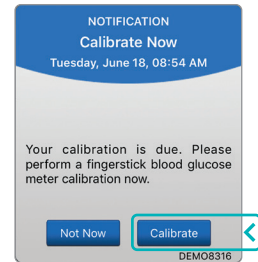 NOTIFICATION
Calibrate Now
Tuesday, June 18, 08:54 AM
Your calibration is due. Please
perform a fingerstick blood glucose
meter calibration now.
Not Now Calibrate
DEMO8316